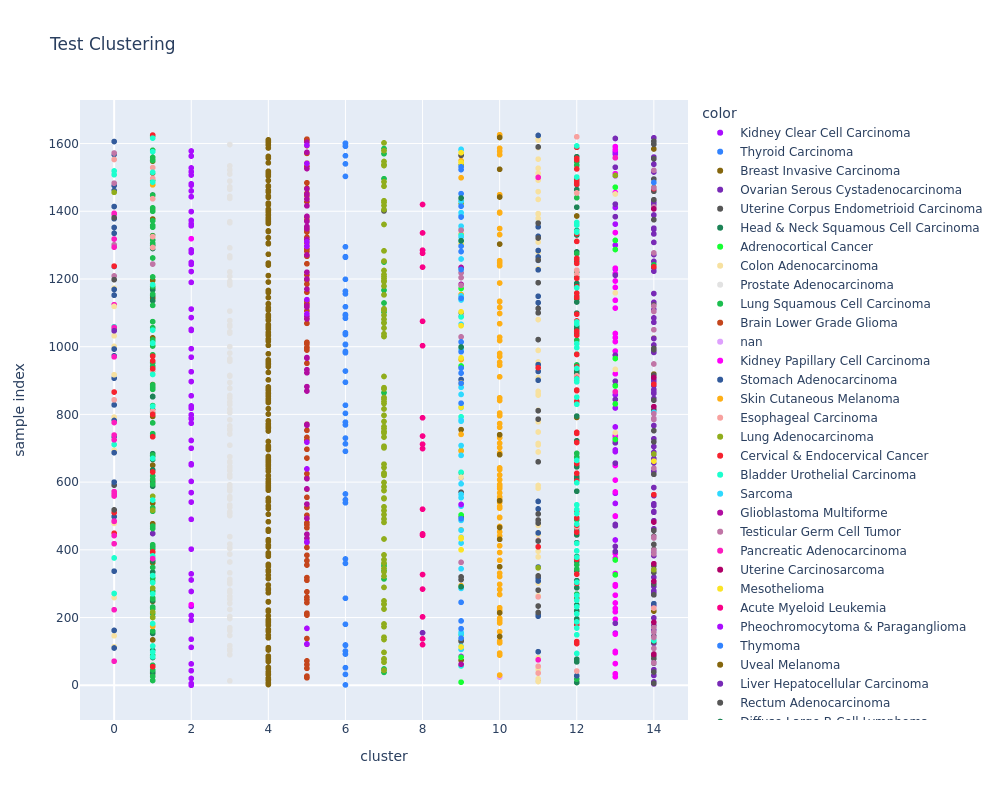 Test Clustering
color
Kidney Clear Cell Carcinoma
Thyroid Carcinoma
Breast Invasive Carcinoma
Ovarian Serous Cystadenocarcinoma
Uterine Corpus Endometrioid Carcinoma
Head & Neck Squamous Cell Carcinoma
Adrenocortical Cancer
Colon Adenocarcinoma
Prostate Adenocarcinoma
Lung Squamous Cell Carcinoma
Brain Lower Grade Glioma
nan
Kidney Papillary Cell Carcinoma
Stomach Adenocarcinoma
Skin Cutaneous Melanoma
Esophageal Carcinoma
Lung Adenocarcinoma
Cervical & Endocervical Cancer
Bladder Urothelial Carcinoma
Sarcoma
Glioblastoma Multiforme
Testicular Germ Cell Tumor
Pancreatic Adenocarcinoma
Uterine Carcinosarcoma
Mesothelioma
Acute Myeloid Leukemia
Pheochromocytoma & Paraganglioma
Thymoma
Uveal Melanoma
Liver Hepatocellular Carcinoma
Rectum Adenocarcinoma
Diffuse Large B-Cell Lymphoma
1600
1400
1200
1000
800
600
400
200
0
sample index
0 2 4 6 8 10 12 14
cluster